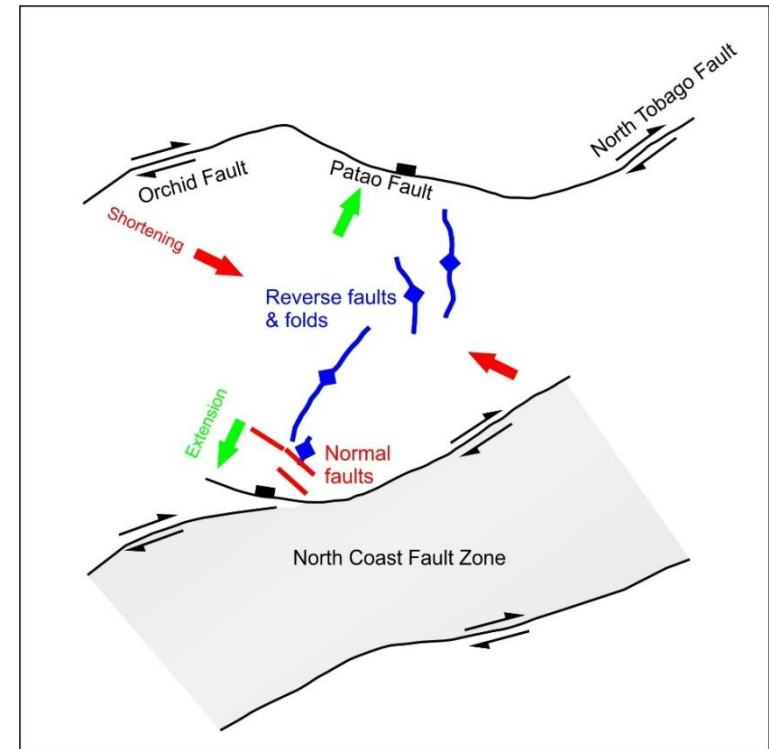 North Tobago Fault
Orchid Fault
Patao Fault
Shortening
Reverse faults
& folds
Extension
Normal
faults
North Coast Fault Zone